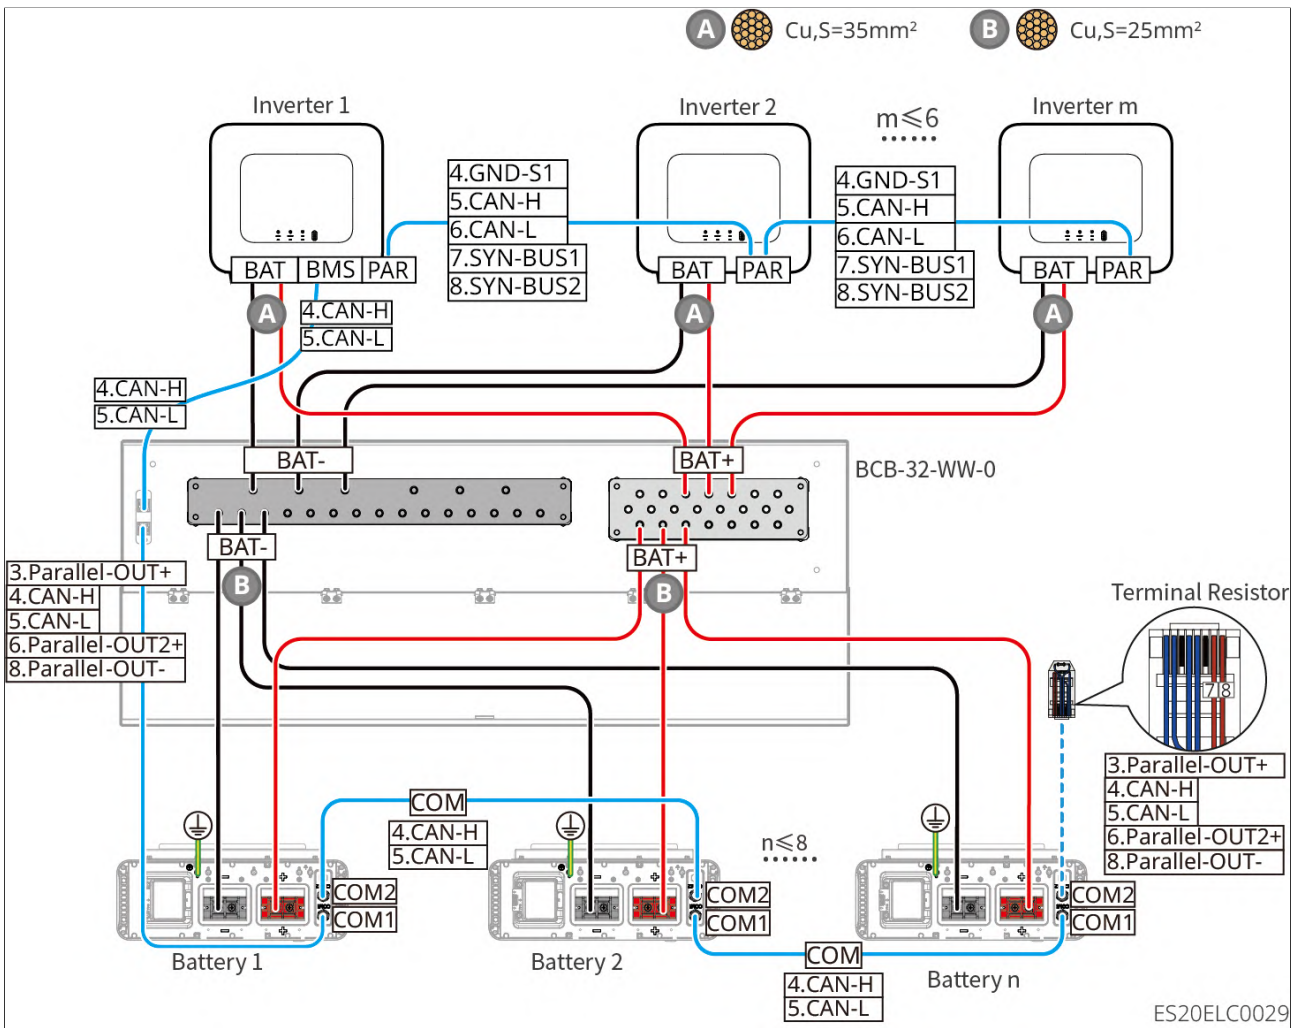 A Cu,S=35mm²
B Cu,S=25mm²
Inverter 1
Inverter 2
m≤6
Inverter m
4.GND-S1
5.CAN-H
6.CAN-L
7.SYN-BUS1
8.SYN-BUS2
4.GND-S1
5.CAN-H
6.CAN-L
7.SYN-BUS1
8.SYN-BUS2
BAT BMS PAR
BAT PAR
BAT PAR
A
A
A
4.CAN-H
5.CAN-L
4.CAN-H
5.CAN-L
BAT-
BAT+
BCB-32-WW-0
BAT-
BAT+
B
B
3.Parallel-OUT+
4.CAN-H
5.CAN-L
6.Parallel-OUT2+
8.Parallel-OUT-
Terminal Resistor
7 8
3.Parallel-OUT+
4.CAN-H
5.CAN-L
6.Parallel-OUT2+
8.Parallel-OUT-
COM
4.CAN-H
5.CAN-L
n≤8
COM2
COM1
COM2
COM1
COM2
COM1
Battery 1
Battery 2
COM
4.CAN-H
5.CAN-L
Battery n
ES20ELC0029